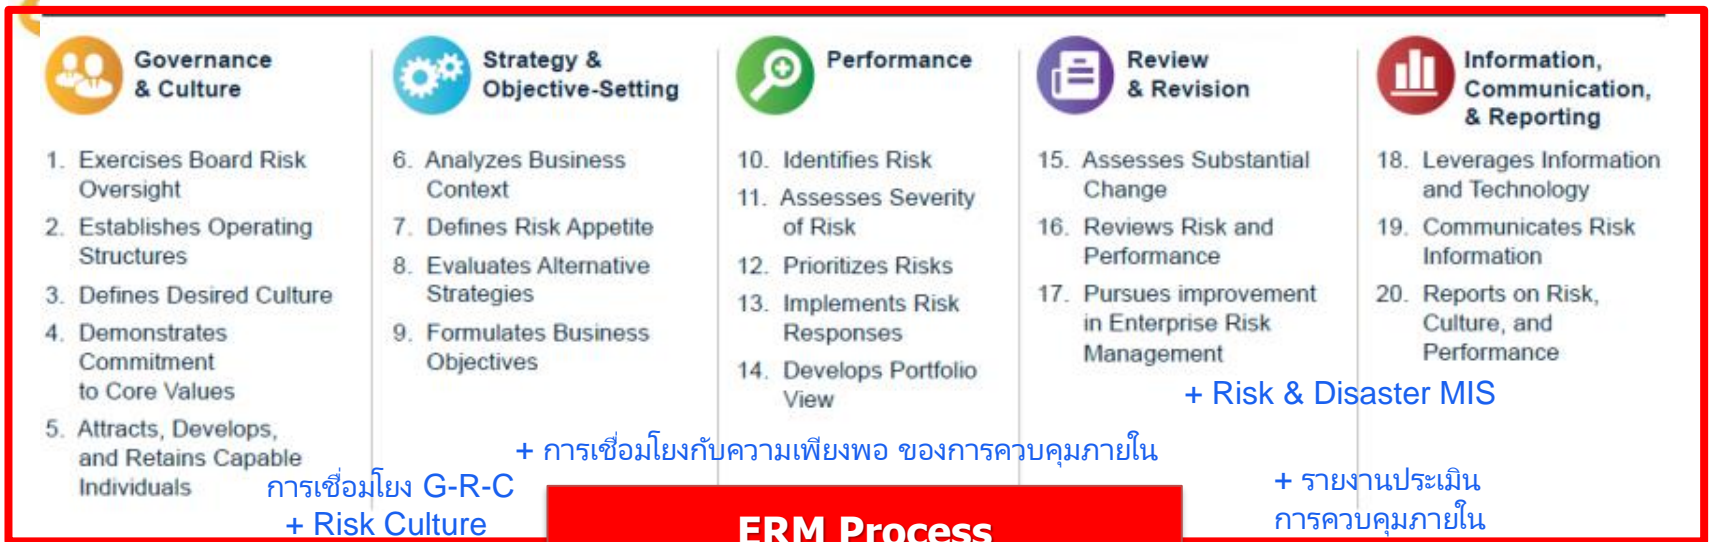 Governance
& Culture
1. Exercises Board Risk
Oversight
2. Establishes Operating
Structures
3. Defines Desired Culture
4. Demonstrates
Commitment
to Core Values
5. Attracts, Develops,
and Retains Capable
Individuals
Strategy &
Objective-Setting
6. Analyzes Business
Context
7. Defines Risk Appetite
8. Evaluates Alternative
Strategies
9. Formulates Business
Objectives
Performance
10. Identifies Risk
11. Assesses Severity
of Risk
12. Prioritizes Risks
13. Implements Risk
Responses
14. Develops Portfolio
View
Review
& Revision
15. Assesses Substantial
Change
16. Reviews Risk and
Performance
17. Pursues improvement
in Enterprise Risk
Management
Information,
Communication,
& Reporting
18. Leverages Information
and Technology
19. Communicates Risk
Information
20. Reports on Risk,
Culture, and
Performance
+ Risk & Disaster MIS
+ การเชื่อมโยงกับความเพียงพอ ของการควบคุมภายใน
การเชื่อมโยง G-R-C
+ Risk Culture
+ รายงานประเมิน
การควบคุมภายใน
ERM Process